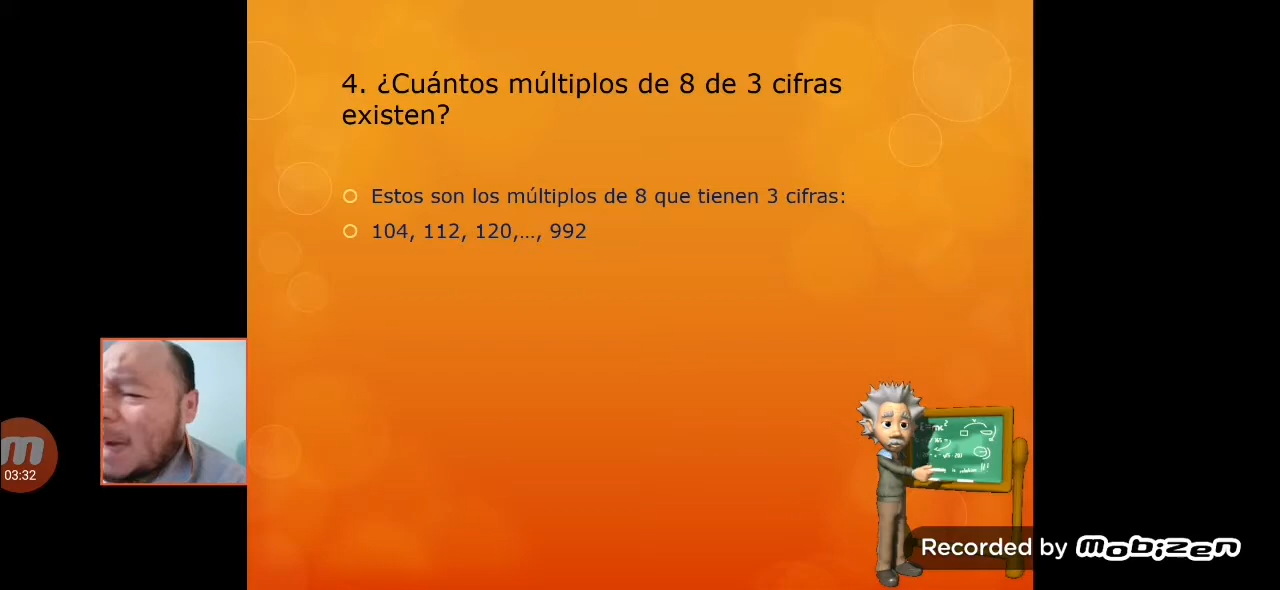 4. ¿Cuántos múltiplos de 8 de 3 cifras
existen?
Estos son los múltiplos de 8 que tienen 3 cifras:
104, 112, 120,…, 992
03:32
Recorded by mobizen